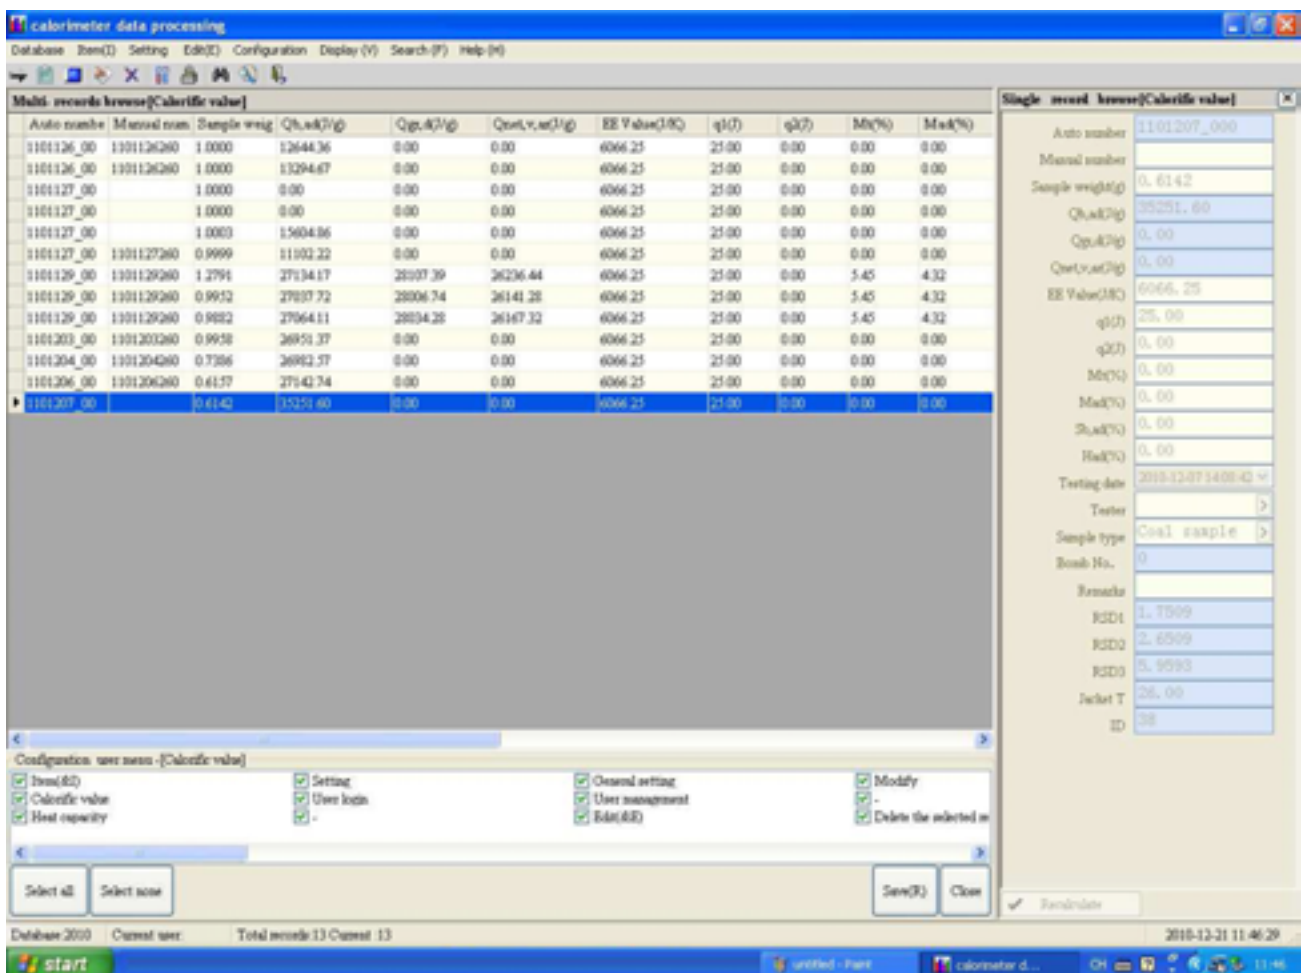 calorimeter data processing
Database Item(I) Setting Edit(E) Configuration Display (V) Search (F) Help (H)
Multi- records browse[Calorific value]
Auto numbe Manual num Sample weig Qb,ad(J/g) Qgr,d(J/g) Qnet,v,ar(J/g) EE Value(J/K) q1(J) q2(J) Mt(%) Mad(%)
1101126_00 1101126260 1.0000 12644.36 0.00 0.00 6066.25 25.00 0.00 0.00 0.00
1101126_00 1101126260 1.0000 13294.67 0.00 0.00 6066.25 25.00 0.00 0.00 0.00
1101127_00 1.0000 0.00 0.00 0.00 6066.25 25.00 0.00 0.00 0.00
1101127_00 1.0000 0.00 0.00 0.00 6066.25 25.00 0.00 0.00 0.00
1101127_00 1.0003 15604.86 0.00 0.00 6066.25 25.00 0.00 0.00 0.00
1101127_00 1101127260 0.9999 11102.22 0.00 0.00 6066.25 25.00 0.00 0.00 0.00
1101129_00 1101129260 1.2791 27134.17 28107.39 26236.44 6066.25 25.00 0.00 5.45 4.32
1101129_00 1101129260 0.9952 27037.72 28006.74 26141.28 6066.25 25.00 0.00 5.45 4.32
1101129_00 1101129260 0.9882 27064.11 28034.28 26167.32 6066.25 25.00 0.00 5.45 4.32
1101203_00 1101203260 0.9958 26951.37 0.00 0.00 6066.25 25.00 0.00 0.00 0.00
1101204_00 1101204260 0.7386 26982.57 0.00 0.00 6066.25 25.00 0.00 0.00 0.00
1101206_00 1101206260 0.6157 27142.74 0.00 0.00 6066.25 25.00 0.00 0.00 0.00
1101207_00 0.6142 35251.60 0.00 0.00 6066.25 25.00 0.00 0.00 0.00
Single record browse[Calorific value]
Auto number 1101207_000
Manual number
Sample weight(g) 0.6142
Qb,ad(J/g) 35251.60
Qgr,d(J/g) 0.00
Qnet,v,ar(J/g) 0.00
EE Value(J/K) 6066.25
q1(J) 25.00
q2(J) 0.00
Mt(%) 0.00
Mad(%) 0.00
Sb,ad(%) 0.00
Had(%) 0.00
Testing date 2010-12-07 14:08:42
Tester
Sample type Coal sample
Bomb No. 0
Remarks
RSD1 1.7509
RSD2 2.6509
RSD3 5.9593
Jacket T 26.00
ID 38
Recalculate
Configuration user menu -[Calorific value]
Item(&I) Setting General setting Modify
Calorific value User login User management -
Heat capacity - Edit(&E) Delete the selected re
Select all Select none Save(R) Close
Database:2010 Current user: Total records:13 Current :13 2010-12-21 11:46:29
start untitled - Paint calorimeter d... CH 11:46